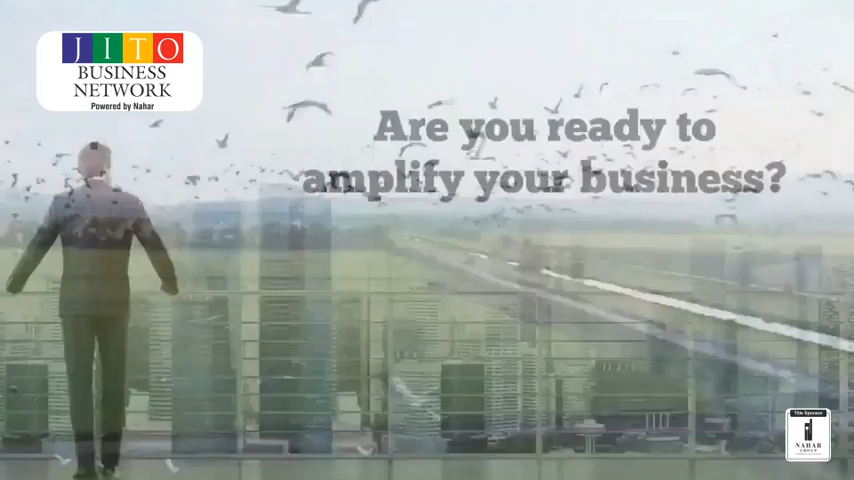 JITO
BUSINESS
NETWORK
Powered by Nahar
Are you ready to
amplify your business?
Title Sponsor
NAHAR
GROUP